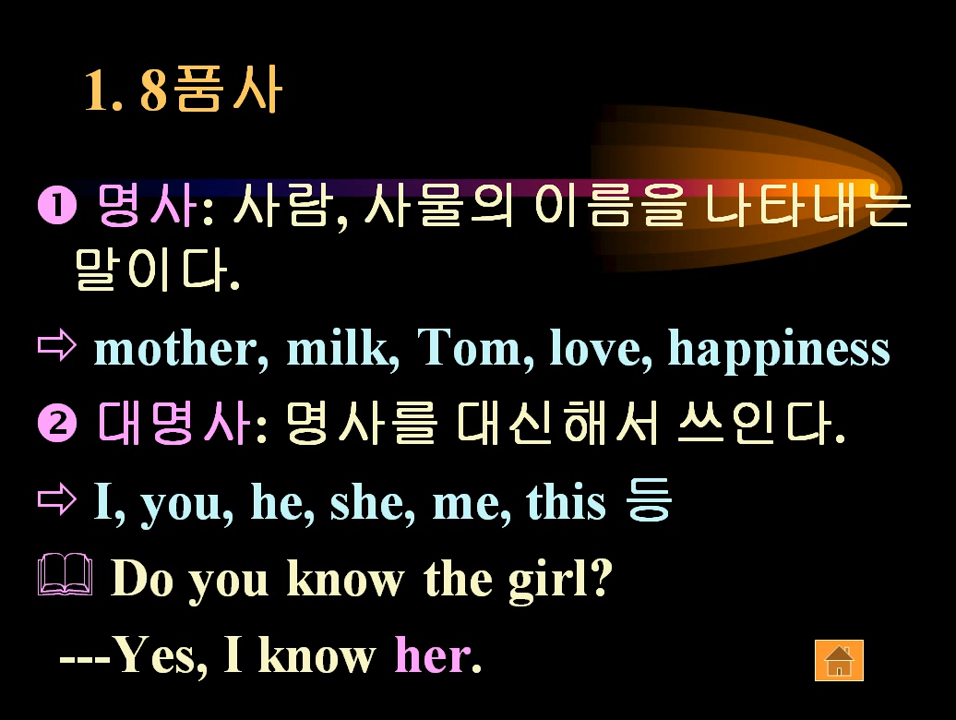 1. 8품사
❶ 명사: 사람, 사물의 이름을 나타내는
말이다.
⇨ mother, milk, Tom, love, happiness
❷ 대명사: 명사를 대신해서 쓰인다.
⇨ I, you, he, she, me, this 등
🕮 Do you know the girl?
---Yes, I know her.